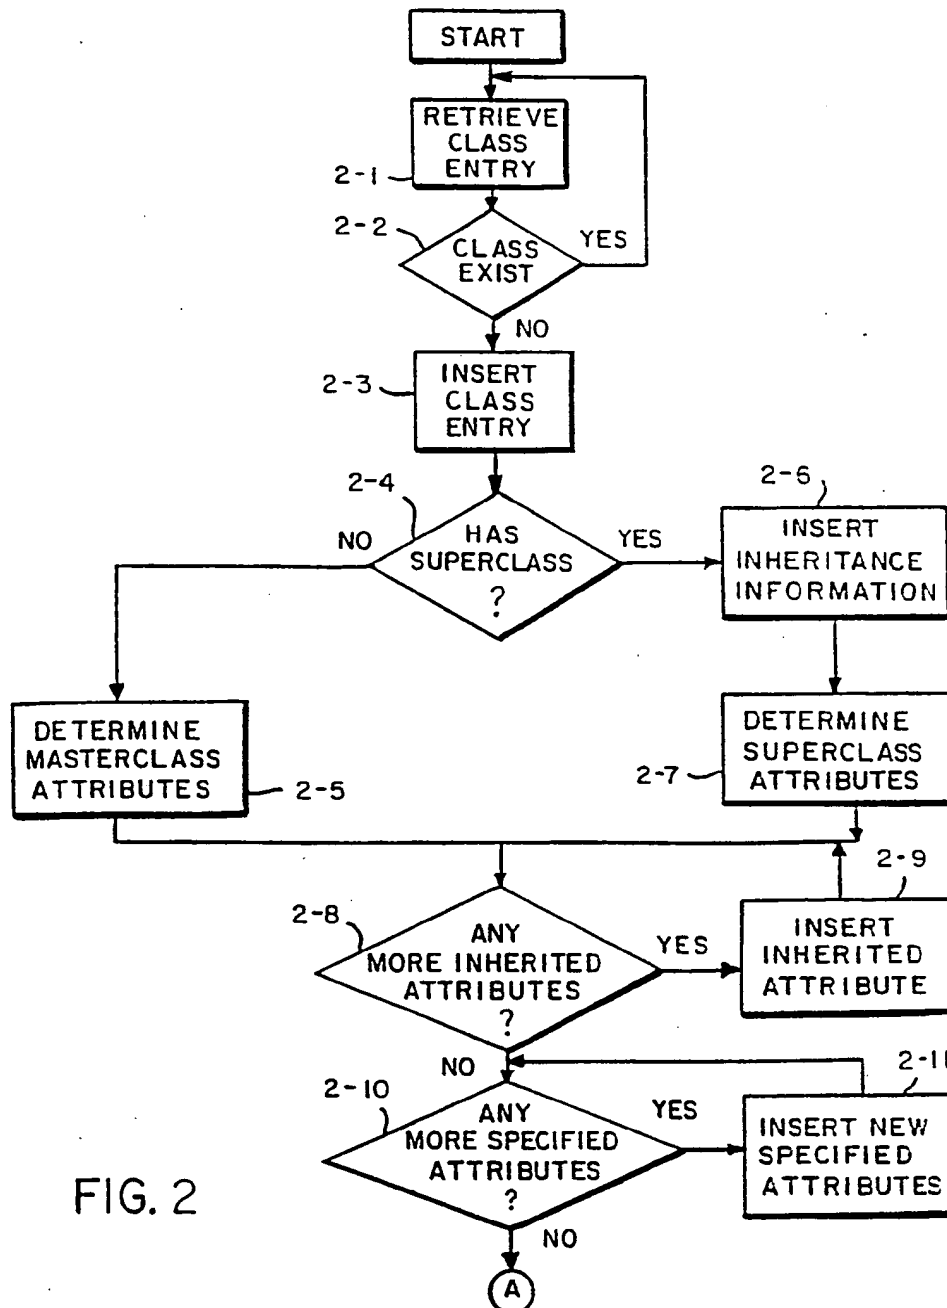 START
RETRIEVE
CLASS
ENTRY
2-1
2-2
CLASS
EXIST
YES
NO
2-3
INSERT
CLASS
ENTRY
2-4
NO
HAS
SUPERCLASS
?
YES
2-6
INSERT
INHERITANCE
INFORMATION
DETERMINE
MASTERCLASS
ATTRIBUTES
2-5
DETERMINE
SUPERCLASS
ATTRIBUTES
2-7
2-8
ANY
MORE INHERITED
ATTRIBUTES
?
YES
2-9
INSERT
INHERITED
ATTRIBUTE
NO
2-10
ANY
MORE SPECIFIED
ATTRIBUTES
?
YES
2-11
INSERT NEW
SPECIFIED
ATTRIBUTES
NO
A
FIG. 2